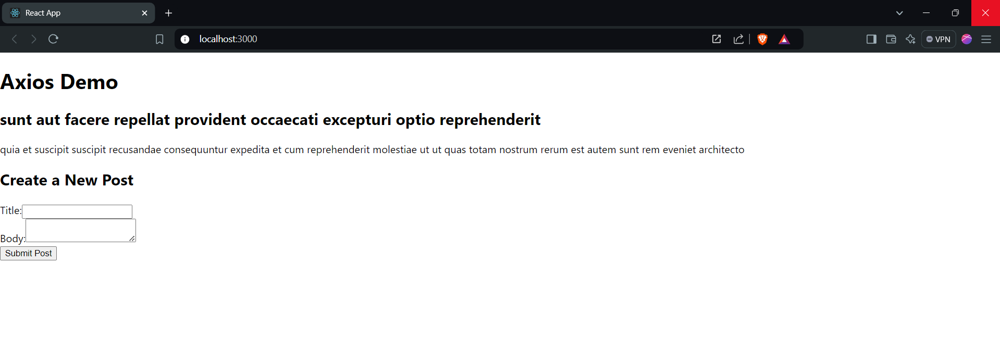 React App
localhost:3000
VPN
Axios Demo
sunt aut facere repellat provident occaecati excepturi optio reprehenderit
quia et suscipit suscipit recusandae consequuntur expedita et cum reprehenderit molestiae ut ut quas totam nostrum rerum est autem sunt rem eveniet architecto
Create a New Post
Title:
Body:
Submit Post